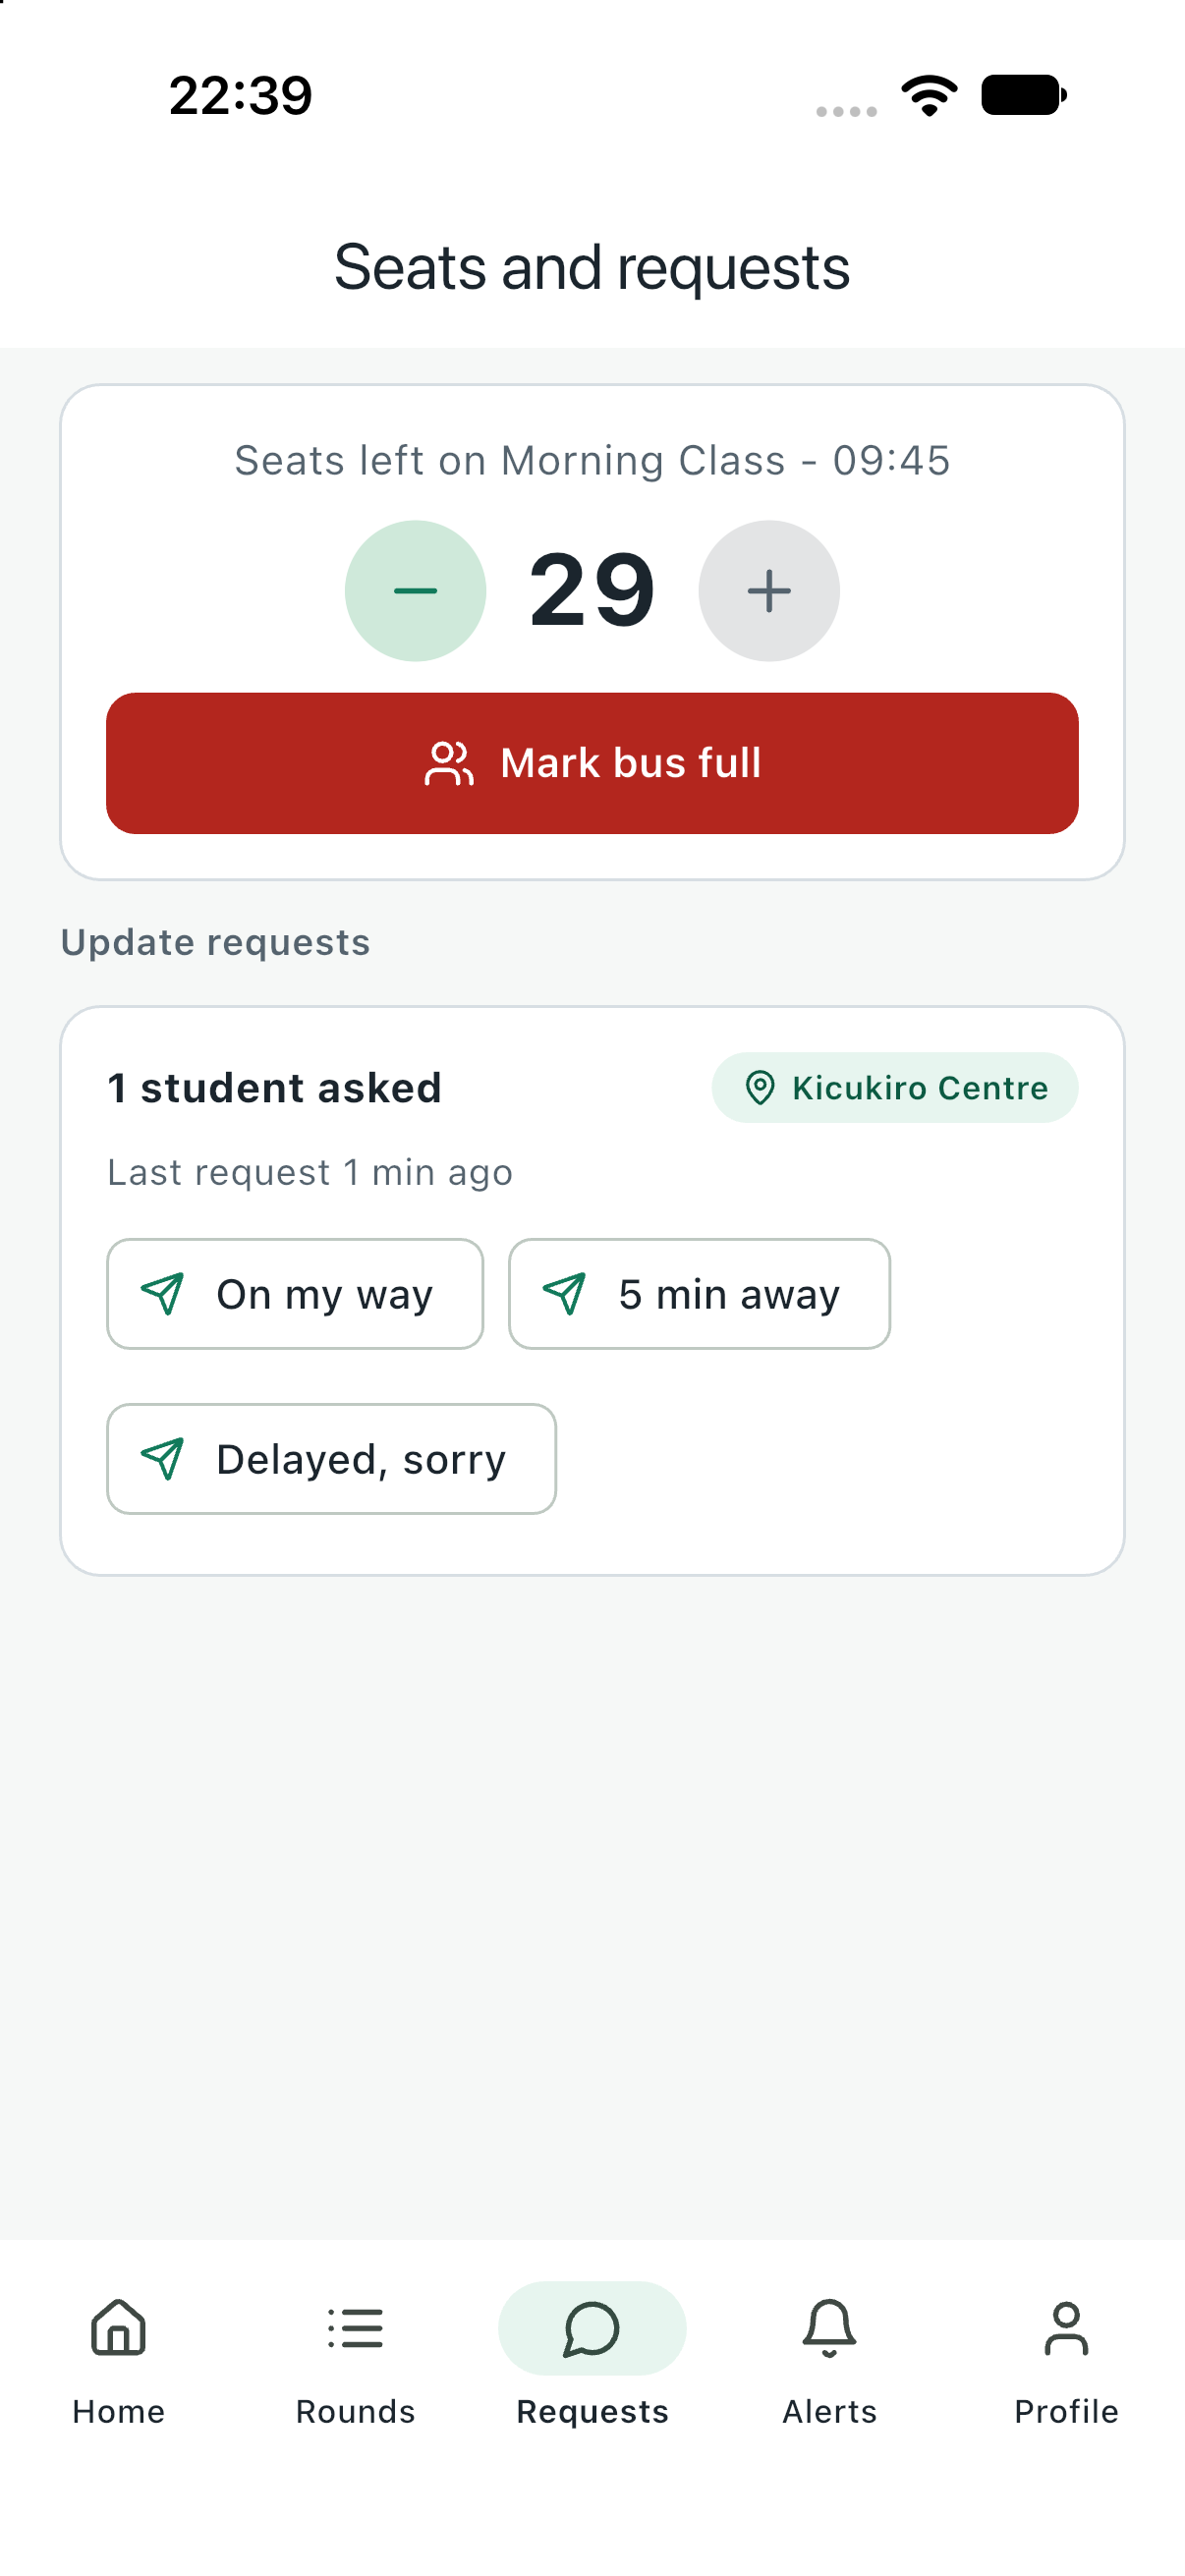 22:39
Seats and requests
Seats left on Morning Class - 09:45
29
Mark bus full
Update requests
1 student asked
Kicukiro Centre
Last request 1 min ago
On my way
5 min away
Delayed, sorry
Home
Rounds
Requests
Alerts
Profile